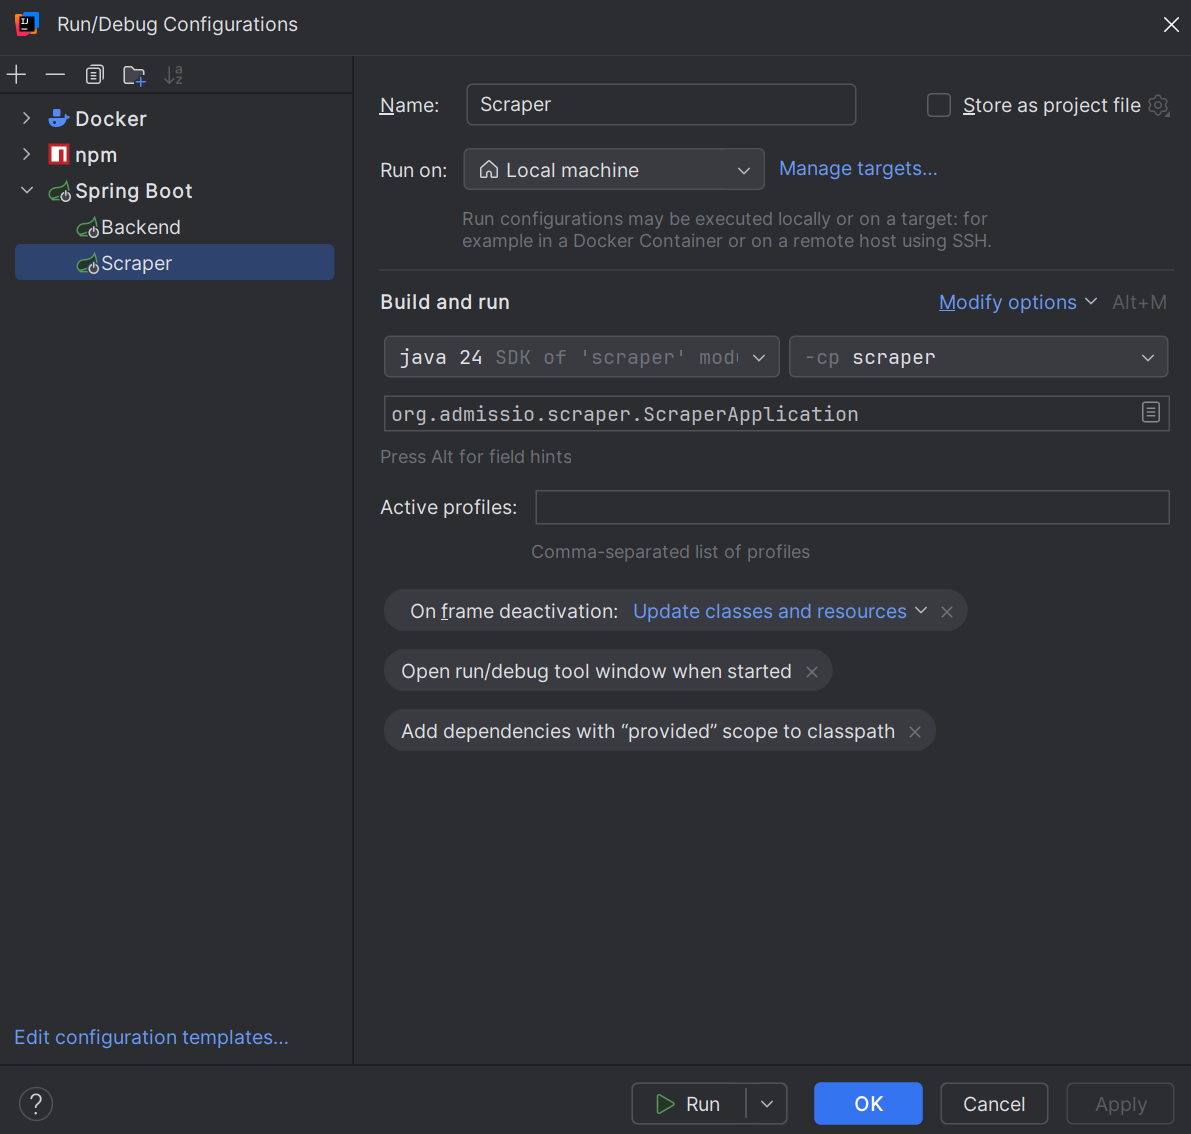 Run/Debug Configurations
Docker
npm
Spring Boot
Backend
Scraper
Edit configuration templates...
Name:
Scraper
Store as project file
Run on:
Local machine
Manage targets...
Run configurations may be executed locally or on a target: for
example in a Docker Container or on a remote host using SSH.
Build and run
Modify options
Alt+M
java 24 SDK of 'scraper' mod
-cp scraper
org.admissio.scraper.ScraperApplication
Press Alt for field hints
Active profiles:
Comma-separated list of profiles
On frame deactivation: Update classes and resources
Open run/debug tool window when started
Add dependencies with “provided” scope to classpath
?
Run
OK
Cancel
Apply